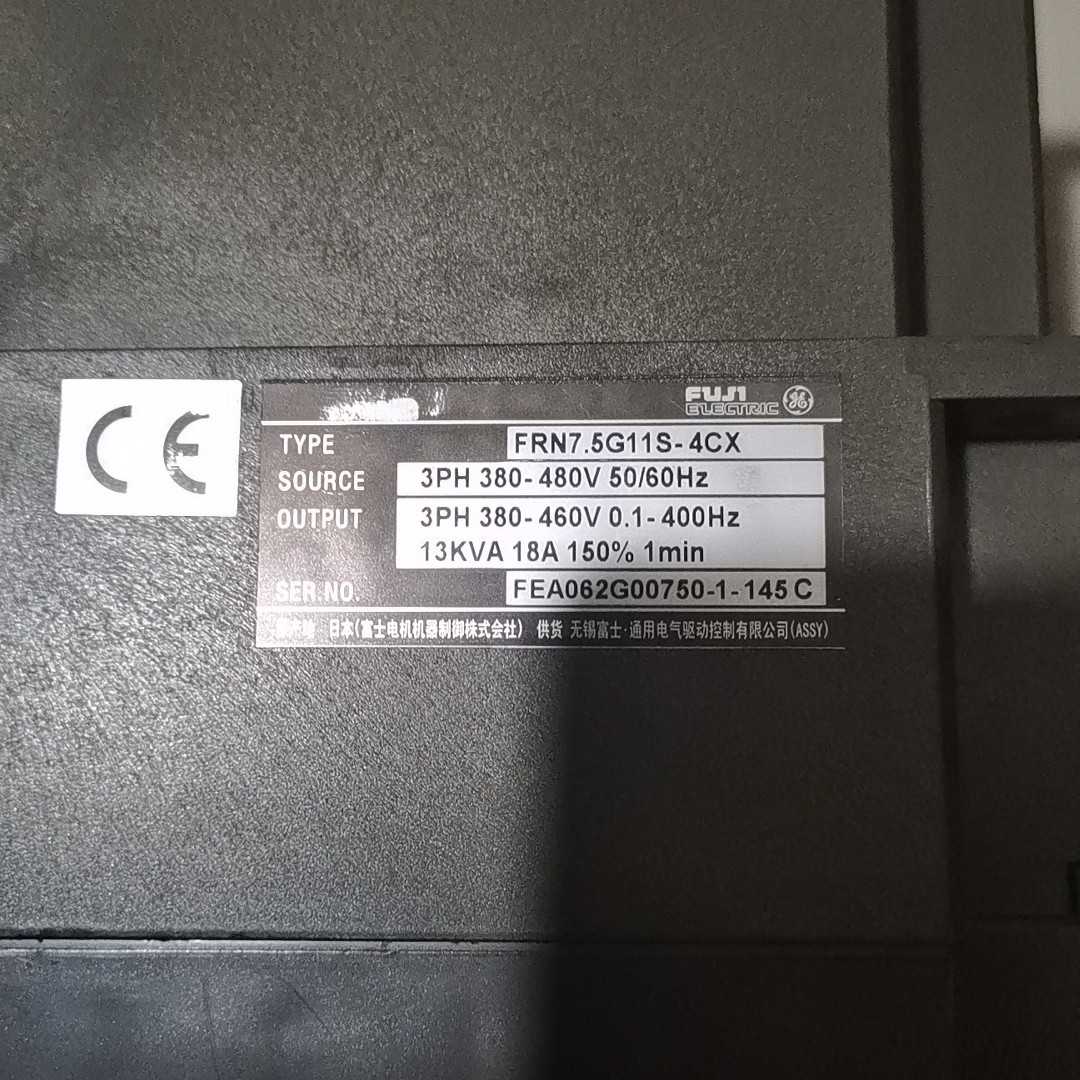 CE
FUJI
ELECTRIC GE
TYPE FRN7.5G11S-4CX
SOURCE 3PH 380-480V 50/60Hz
OUTPUT 3PH 380-460V 0.1-400Hz
13KVA 18A 150% 1min
SER.NO. FEA062G00750-1-145 C
日本(富士电机机器制御株式会社) 供货 无锡富士·通用电气驱动控制有限公司(ASSY)